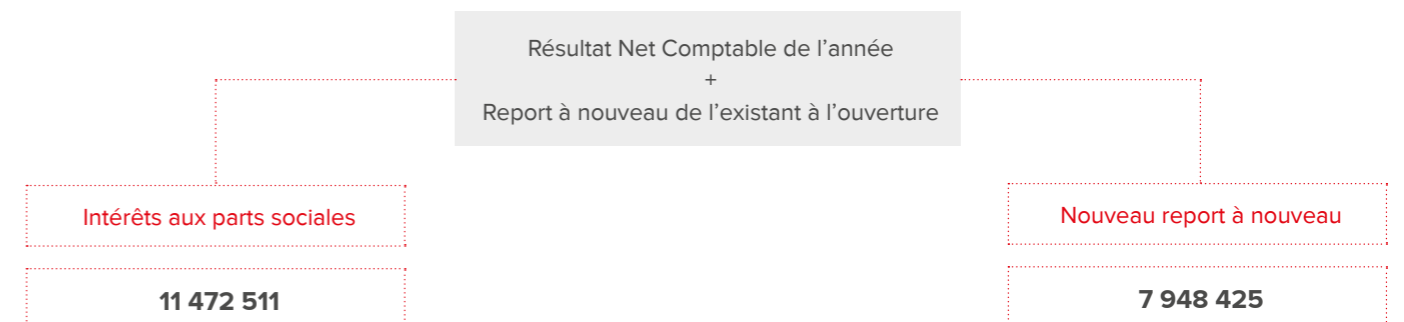 Résultat Net Comptable de l’année
+
Report à nouveau de l’existant à l’ouverture
Intérêts aux parts sociales
Nouveau report à nouveau
11 472 511
7 948 425